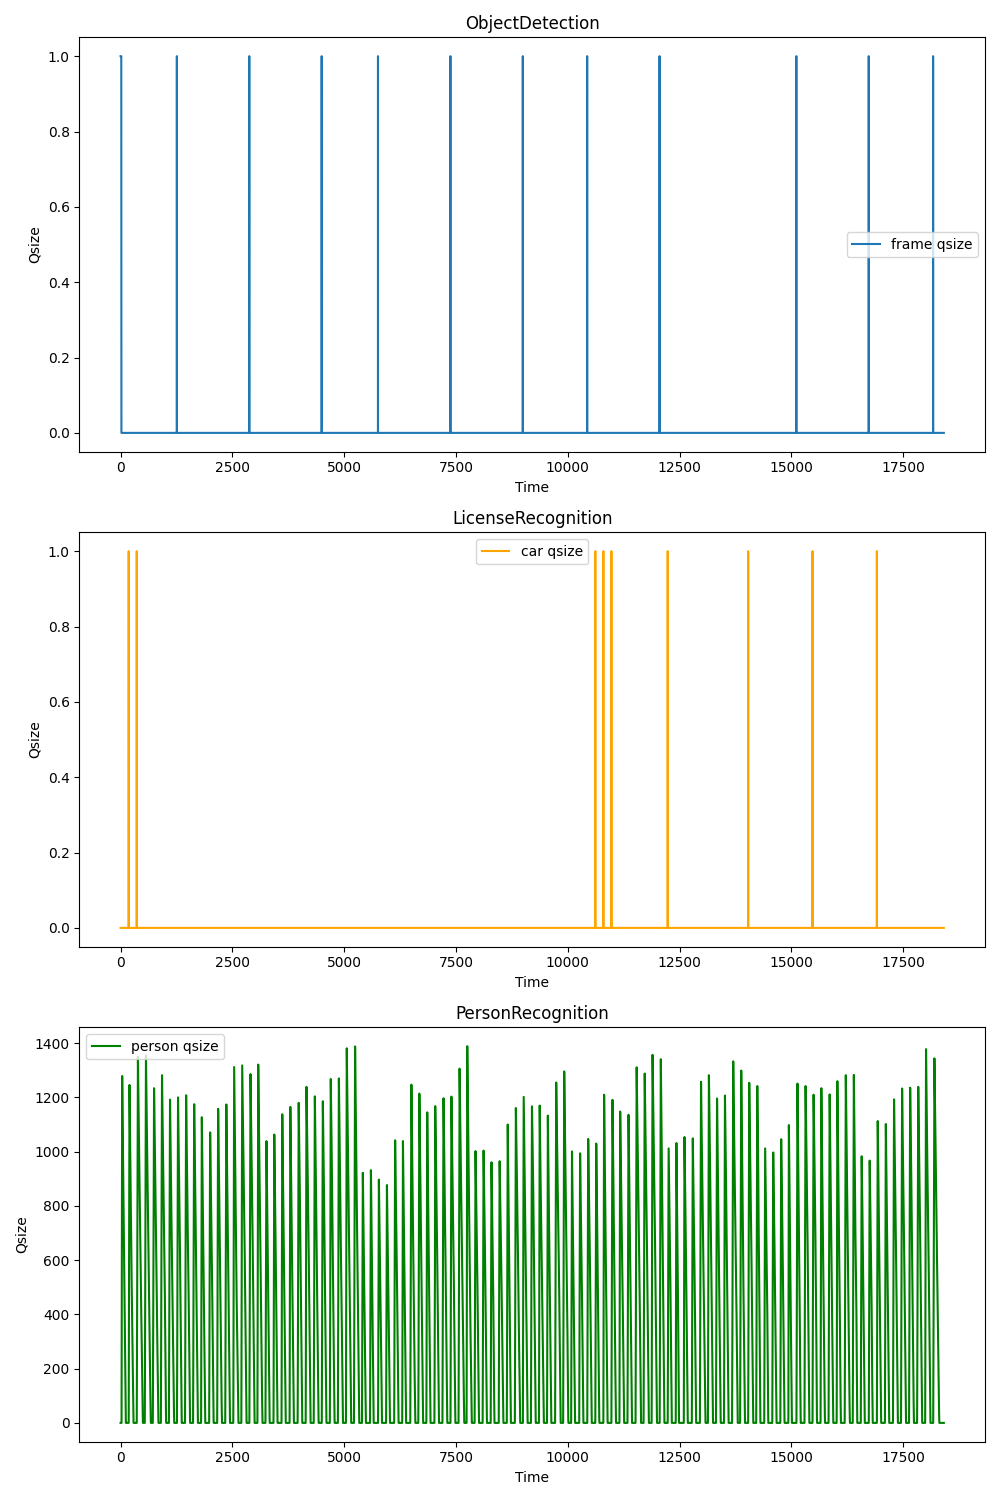 ObjectDetection
1.0
0.8
0.6
0.4
0.2
0.0
Qsize
frame qsize
0 2500 5000 7500 10000 12500 15000 17500
Time
LicenseRecognition
1.0
0.8
0.6
0.4
0.2
0.0
Qsize
car qsize
0 2500 5000 7500 10000 12500 15000 17500
Time
PersonRecognition
1400
1200
1000
800
600
400
200
0
Qsize
person qsize
0 2500 5000 7500 10000 12500 15000 17500
Time